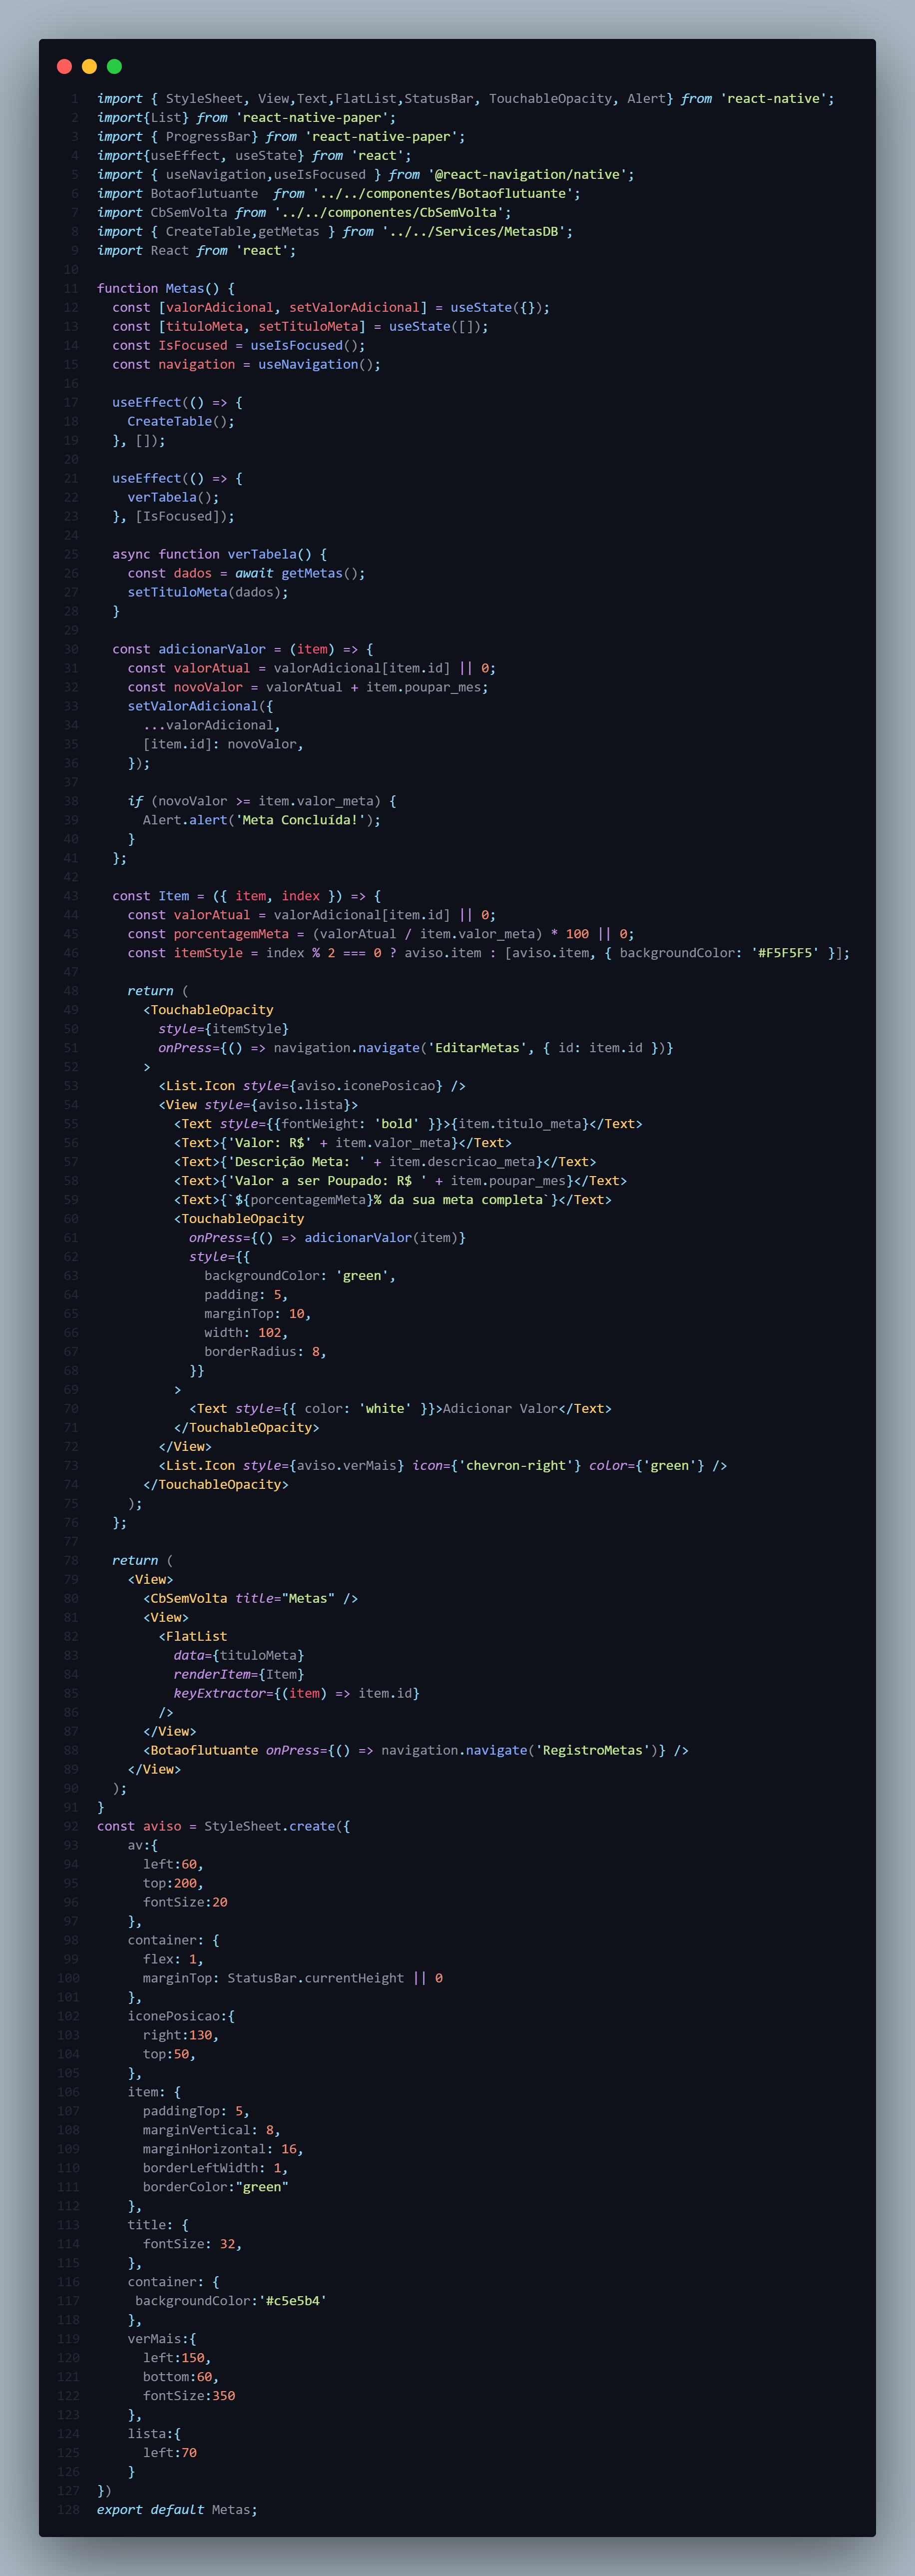 1 import { StyleSheet, View,Text,FlatList,StatusBar, TouchableOpacity, Alert} from 'react-native';
2 import{List} from 'react-native-paper';
3 import { ProgressBar} from 'react-native-paper';
4 import{useEffect, useState} from 'react';
5 import { useNavigation,useIsFocused } from '@react-navigation/native';
6 import Botaoflutuante  from '../../componentes/Botaoflutuante';
7 import CbSemVolta from '../../componentes/CbSemVolta';
8 import { CreateTable,getMetas } from '../../Services/MetasDB';
9 import React from 'react';
10
11 function Metas() {
12   const [valorAdicional, setValorAdicional] = useState({});
13   const [tituloMeta, setTituloMeta] = useState([]);
14   const IsFocused = useIsFocused();
15   const navigation = useNavigation();
16
17   useEffect(() => {
18     CreateTable();
19   }, []);
20
21   useEffect(() => {
22     verTabela();
23   }, [IsFocused]);
24
25   async function verTabela() {
26     const dados = await getMetas();
27     setTituloMeta(dados);
28   }
29
30   const adicionarValor = (item) => {
31     const valorAtual = valorAdicional[item.id] || 0;
32     const novoValor = valorAtual + item.poupar_mes;
33     setValorAdicional({
34       ...valorAdicional,
35       [item.id]: novoValor,
36     });
37
38     if (novoValor >= item.valor_meta) {
39       Alert.alert('Meta Concluída!');
40     }
41   };
42
43   const Item = ({ item, index }) => {
44     const valorAtual = valorAdicional[item.id] || 0;
45     const porcentagemMeta = (valorAtual / item.valor_meta) * 100 || 0;
46     const itemStyle = index % 2 === 0 ? aviso.item : [aviso.item, { backgroundColor: '#F5F5F5' }];
47
48     return (
49       <TouchableOpacity
50         style={itemStyle}
51         onPress={() => navigation.navigate('EditarMetas', { id: item.id })}
52       >
53         <List.Icon style={aviso.iconePosicao} />
54         <View style={aviso.lista}>
55           <Text style={{fontWeight: 'bold' }}>{item.titulo_meta}</Text>
56           <Text>{'Valor: R$' + item.valor_meta}</Text>
57           <Text>{'Descrição Meta: ' + item.descricao_meta}</Text>
58           <Text>{'Valor a ser Poupado: R$ ' + item.poupar_mes}</Text>
59           <Text>{`${porcentagemMeta}% da sua meta completa`}</Text>
60           <TouchableOpacity
61             onPress={() => adicionarValor(item)}
62             style={{
63               backgroundColor: 'green',
64               padding: 5,
65               marginTop: 10,
66               width: 102,
67               borderRadius: 8,
68             }}
69           >
70             <Text style={{ color: 'white' }}>Adicionar Valor</Text>
71           </TouchableOpacity>
72         </View>
73         <List.Icon style={aviso.verMais} icon={'chevron-right'} color={'green'} />
74       </TouchableOpacity>
75     );
76   };
77
78   return (
79     <View>
80       <CbSemVolta title="Metas" />
81       <View>
82         <FlatList
83           data={tituloMeta}
84           renderItem={Item}
85           keyExtractor={(item) => item.id}
86         />
87       </View>
88       <Botaoflutuante onPress={() => navigation.navigate('RegistroMetas')} />
89     </View>
90   );
91 }
92 const aviso = StyleSheet.create({
93     av:{
94       left:60,
95       top:200,
96       fontSize:20
97     },
98     container: {
99       flex: 1,
100       marginTop: StatusBar.currentHeight || 0
101     },
102     iconePosicao:{
103       right:130,
104       top:50,
105     },
106     item: {
107       paddingTop: 5,
108       marginVertical: 8,
109       marginHorizontal: 16,
110       borderLeftWidth: 1,
111       borderColor:"green"
112     },
113     title: {
114       fontSize: 32,
115     },
116     container: {
117      backgroundColor:'#c5e5b4'
118     },
119     verMais:{
120       left:150,
121       bottom:60,
122       fontSize:350
123     },
124     lista:{
125       left:70
126     }
127 })
128 export default Metas;